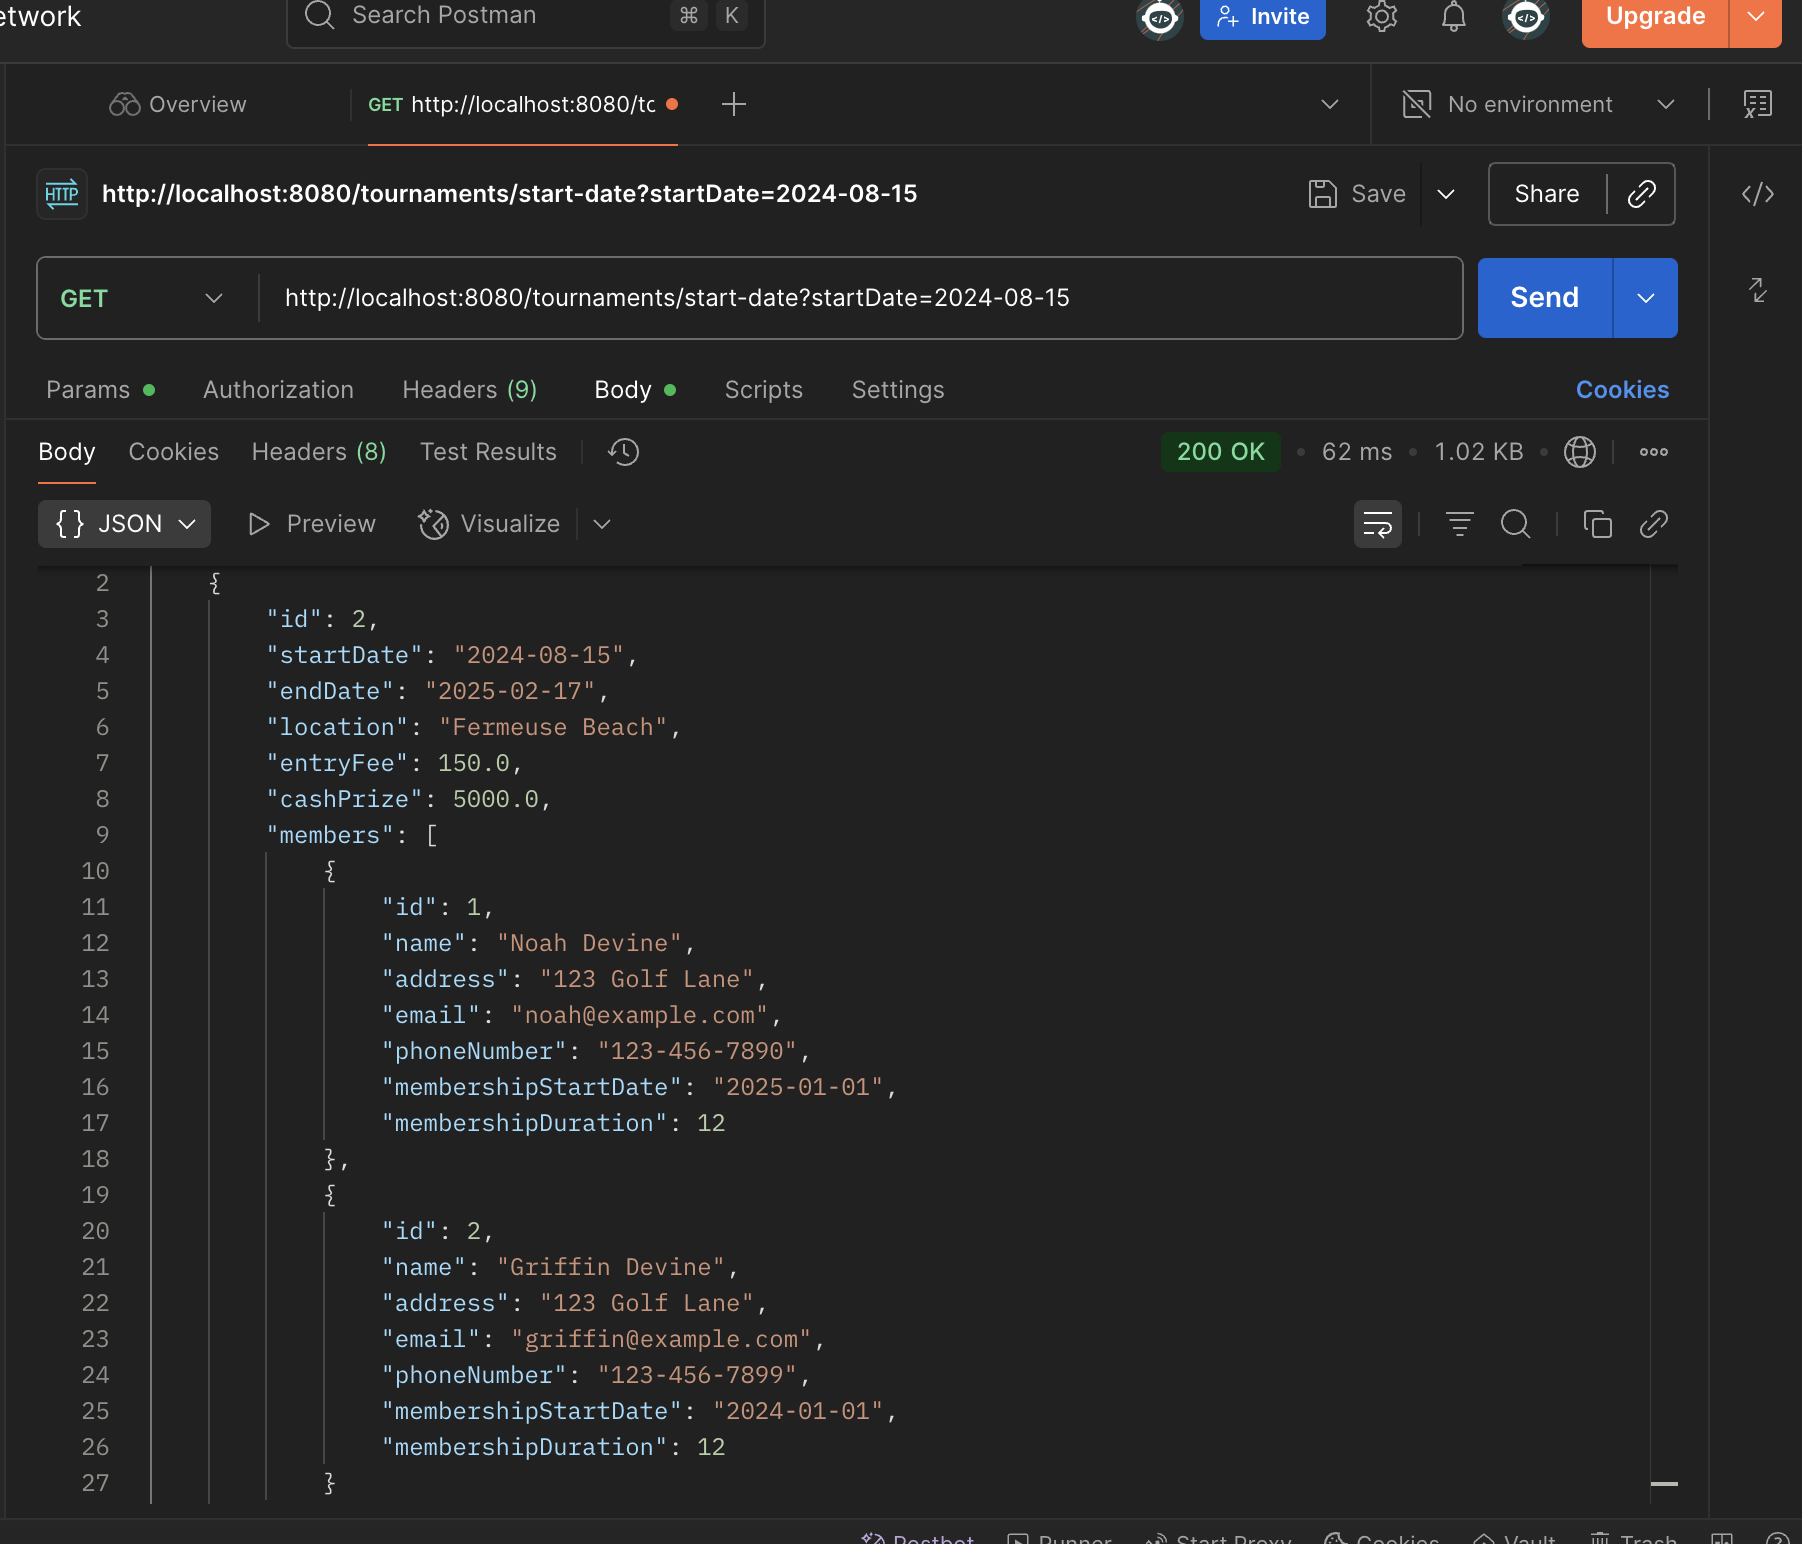 etwork
Search Postman ⌘ K
Invite
Upgrade
Overview
GET http://localhost:8080/to
No environment
HTTP http://localhost:8080/tournaments/start-date?startDate=2024-08-15
Save
Share
GET http://localhost:8080/tournaments/start-date?startDate=2024-08-15
Send
Params Authorization Headers (9) Body Scripts Settings Cookies
Body Cookies Headers (8) Test Results 200 OK • 62 ms • 1.02 KB •
{} JSON Preview Visualize
2 {
3 "id": 2,
4 "startDate": "2024-08-15",
5 "endDate": "2025-02-17",
6 "location": "Fermeuse Beach",
7 "entryFee": 150.0,
8 "cashPrize": 5000.0,
9 "members": [
10 {
11 "id": 1,
12 "name": "Noah Devine",
13 "address": "123 Golf Lane",
14 "email": "noah@example.com",
15 "phoneNumber": "123-456-7890",
16 "membershipStartDate": "2025-01-01",
17 "membershipDuration": 12
18 },
19 {
20 "id": 2,
21 "name": "Griffin Devine",
22 "address": "123 Golf Lane",
23 "email": "griffin@example.com",
24 "phoneNumber": "123-456-7899",
25 "membershipStartDate": "2024-01-01",
26 "membershipDuration": 12
27 }
Postbot Runner Start Proxy Cookies Vault Trash